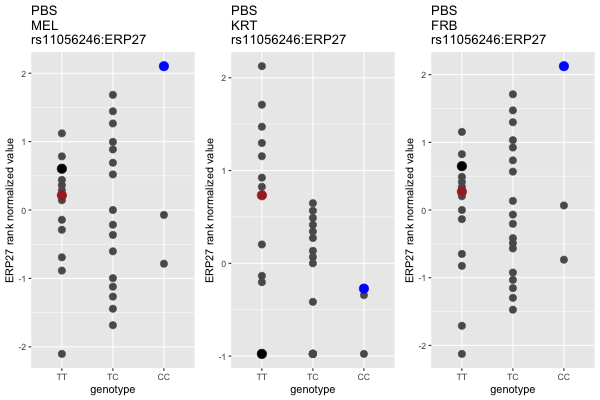 PBS
MEL
rs11056246:ERP27
ERP27 rank normalized value
2
1
0
-1
-2
TT
TC
CC
genotype
PBS
KRT
rs11056246:ERP27
ERP27 rank normalized value
2
1
0
-1
TT
TC
CC
genotype
PBS
FRB
rs11056246:ERP27
ERP27 rank normalized value
2
1
0
-1
-2
TT
TC
CC
genotype